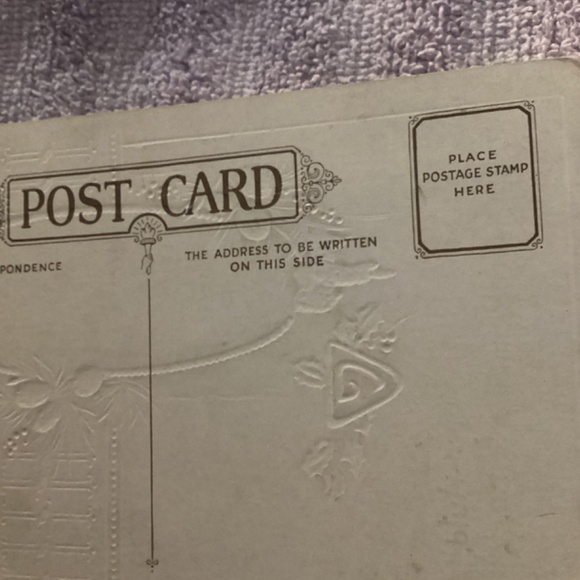 POST CARD
PLACE
POSTAGE STAMP
HERE
PONDENCE
THE ADDRESS TO BE WRITTEN
ON THIS SIDE